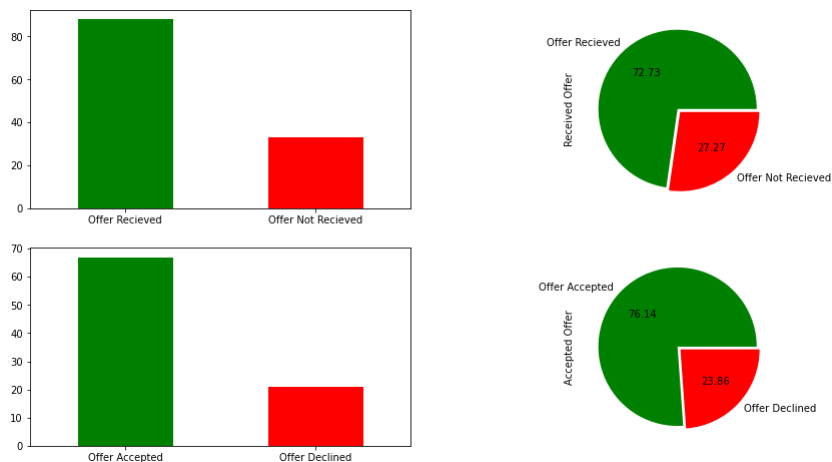 80
60
40
20
0
Offer Recieved
Offer Not Recieved
Received Offer
Offer Recieved
72.73
27.27
Offer Not Recieved
70
60
50
40
30
20
10
0
Offer Accepted
Offer Declined
Accepted Offer
Offer Accepted
76.14
23.86
Offer Declined